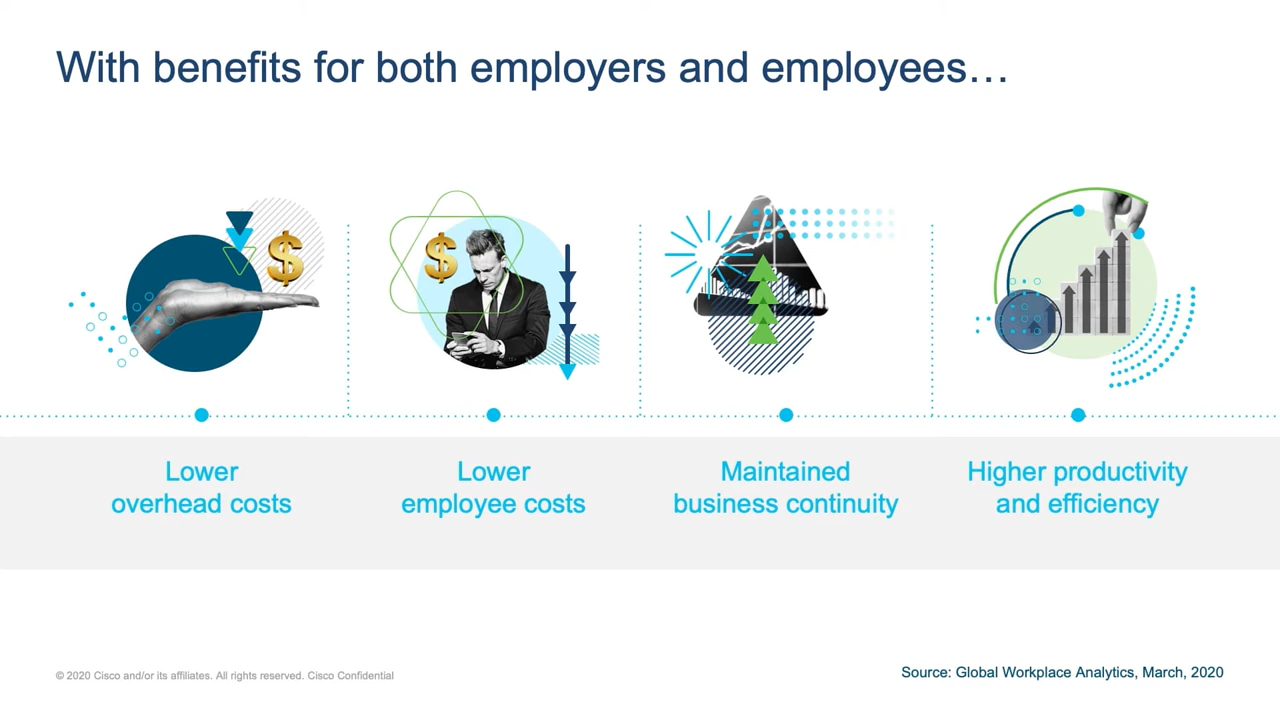 With benefits for both employers and employees…
$
$
Lower
overhead costs
Lower
employee costs
Maintained
business continuity
Higher productivity
and efficiency
© 2020 Cisco and/or its affiliates. All rights reserved. Cisco Confidential
Source: Global Workplace Analytics, March, 2020